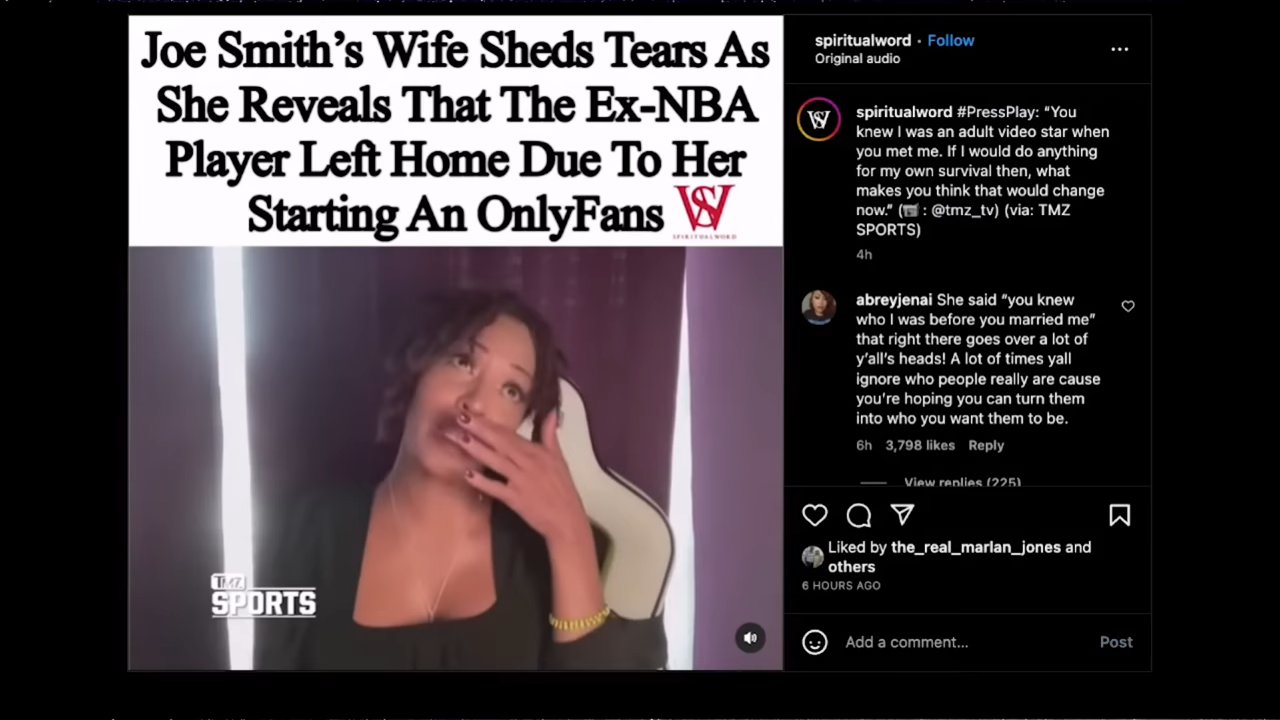 Joe Smith’s Wife Sheds Tears As
She Reveals That The Ex-NBA
Player Left Home Due To Her
Starting An OnlyFans
SW
SPIRITUALWORD
TMZ
SPORTS
spiritualword · Follow
Original audio
SW
spiritualword #PressPlay: “You
knew I was an adult video star when
you met me. If I would do anything
for my own survival then, what
makes you think that would change
now.” (📹: @tmz_tv) (via: TMZ
SPORTS)
4h
abreyjenai She said “you knew
who I was before you married me”
that right there goes over a lot of
y’all’s heads! A lot of times yall
ignore who people really are cause
you’re hoping you can turn them
into who you want them to be.
6h 3,798 likes Reply
View replies (225)
Liked by the_real_marlan_jones and
others
6 HOURS AGO
Add a comment...
Post